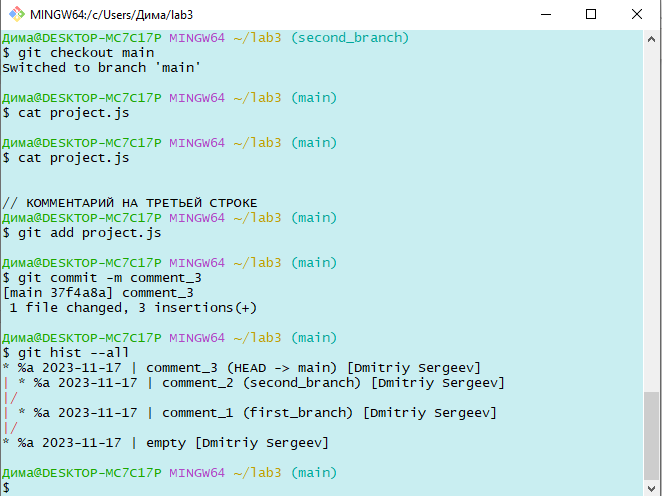 MINGW64:/c/Users/Дима/lab3
Дима@DESKTOP-MC7C17P MINGW64 ~/lab3 (second_branch)
$ git checkout main
Switched to branch 'main'
Дима@DESKTOP-MC7C17P MINGW64 ~/lab3 (main)
$ cat project.js
Дима@DESKTOP-MC7C17P MINGW64 ~/lab3 (main)
$ cat project.js
// КОММЕНТАРИЙ НА ТРЕТЬЕЙ СТРОКЕ
Дима@DESKTOP-MC7C17P MINGW64 ~/lab3 (main)
$ git add project.js
Дима@DESKTOP-MC7C17P MINGW64 ~/lab3 (main)
$ git commit -m comment_3
[main 37f4a8a] comment_3
 1 file changed, 3 insertions(+)
Дима@DESKTOP-MC7C17P MINGW64 ~/lab3 (main)
$ git hist --all
* %a 2023-11-17 | comment_3 (HEAD -> main) [Dmitriy Sergeev]
| * %a 2023-11-17 | comment_2 (second_branch) [Dmitriy Sergeev]
|/
| * %a 2023-11-17 | comment_1 (first_branch) [Dmitriy Sergeev]
|/
* %a 2023-11-17 | empty [Dmitriy Sergeev]
Дима@DESKTOP-MC7C17P MINGW64 ~/lab3 (main)
$